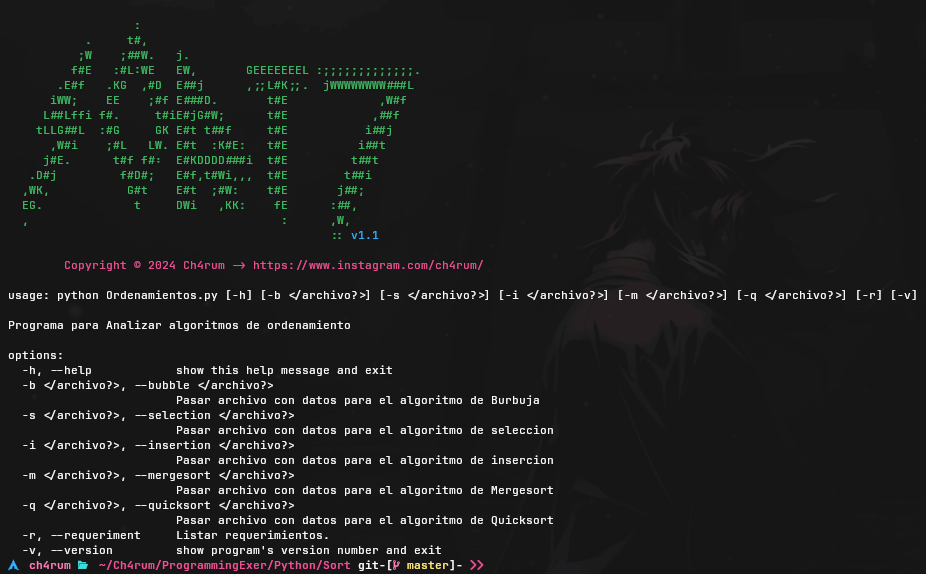 :
.     t#,
;W    ;##W.   j.
f#E   :#L:WE   EW,       GEEEEEEEL :;;;;;;;;;;;;;.
.E#f   .KG  ,#D  E##j      ,;;L#K;;.  jWWWWWWWW###L
iWW;    EE    ;#f E###D.       t#E            ,W#f
L##Lffi f#.     t#iE#jG#W;      t#E           ,##f
tLLG##L  :#G     GK E#t t##f     t#E          i##j
,W#i    ;#L   LW. E#t  :K#E:   t#E         i##t
j#E.      t#f f#:  E#KDDDD###i  t#E        t##t
.D#j         f#D#;   E#f,t#Wi,,,  t#E       t##i
,WK,           G#t    E#t  ;#W:     t#E      j##;
EG.             t     DWi   ,KK:    fE     :##,
,                                    :      ,W,
:: v1.1
Copyright © 2024 Ch4rum --> https://www.instagram.com/ch4rum/
usage: python Ordenamientos.py [-h] [-b </archivo?>] [-s </archivo?>] [-i </archivo?>] [-m </archivo?>] [-q </archivo?>] [-r] [-v]
Programa para Analizar algoritmos de ordenamiento
options:
-h, --help            show this help message and exit
-b </archivo?>, --bubble </archivo?>
Pasar archivo con datos para el algoritmo de Burbuja
-s </archivo?>, --selection </archivo?>
Pasar archivo con datos para el algoritmo de seleccion
-i </archivo?>, --insertion </archivo?>
Pasar archivo con datos para el algoritmo de insercion
-m </archivo?>, --mergesort </archivo?>
Pasar archivo con datos para el algoritmo de Mergesort
-q </archivo?>, --quicksort </archivo?>
Pasar archivo con datos para el algoritmo de Quicksort
-r, --requeriment     Listar requerimientos.
-v, --version         show program's version number and exit
ch4rum ~/Ch4rum/ProgrammingExer/Python/Sort git-[ master]- ❯❯